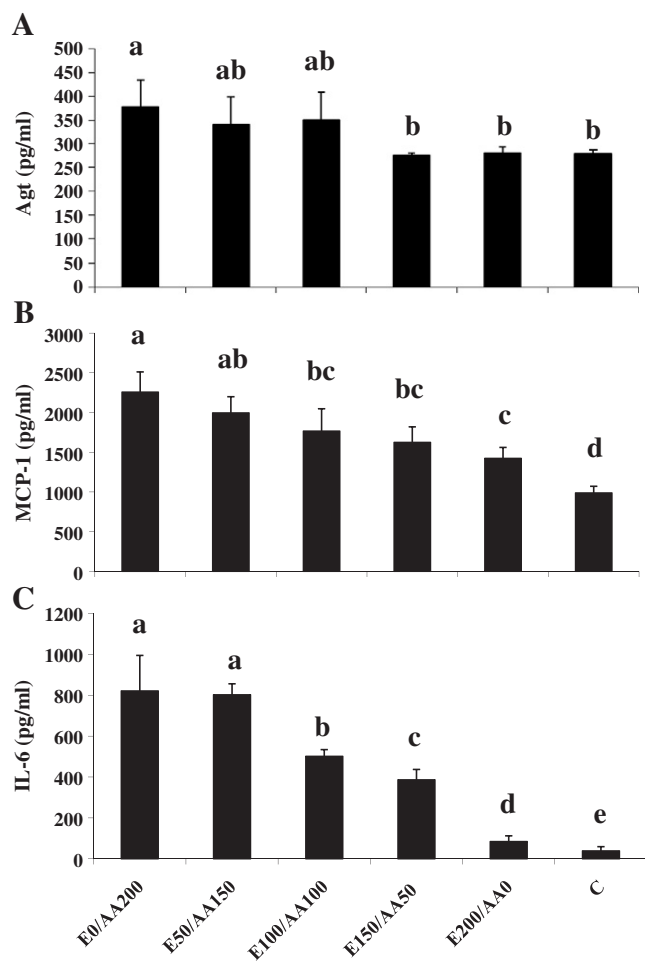 A
Agt (pg/ml)
500
450
400
350
300
250
200
150
100
50
0
a
ab
ab
b
b
b
B
MCP-1 (pg/ml)
3000
2500
2000
1500
1000
500
0
a
ab
bc
bc
c
d
C
IL-6 (pg/ml)
1200
1000
800
600
400
200
0
a
a
b
c
d
e
E0/AA200
E50/AA150
E100/AA100
E150/AA50
E200/AA0
C